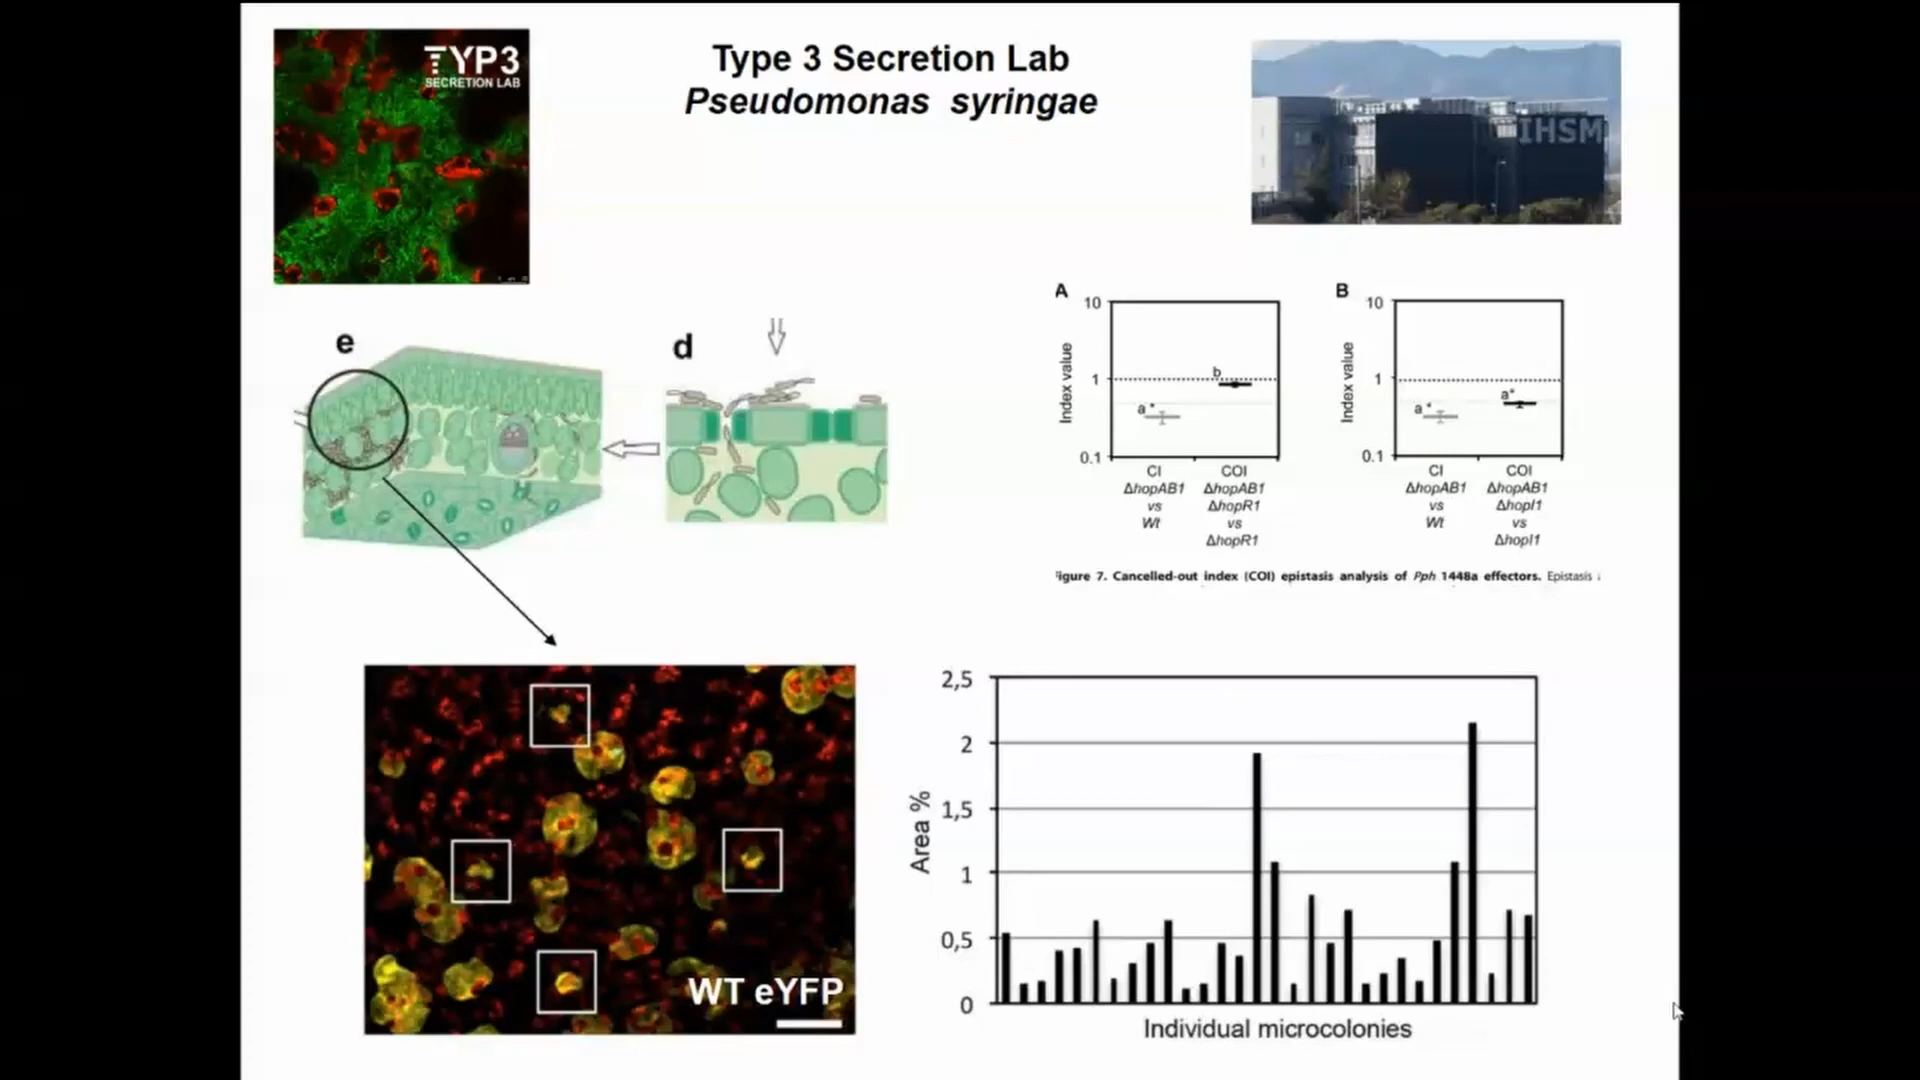 TYP3
SECRETION LAB
Type 3 Secretion Lab
Pseudomonas syringae
IHSM
e
d
A
10
1
0.1
Index value
a *
b
CI
ΔhopAB1
vs
Wt
COI
ΔhopAB1
ΔhopR1
vs
ΔhopR1
B
10
1
0.1
Index value
a *
a *
CI
ΔhopAB1
vs
Wt
COI
ΔhopAB1
ΔhopI1
vs
ΔhopI1
igure 7. Cancelled-out index (COI) epistasis analysis of Pph 1448a effectors. Epistasis
WT eYFP
2,5
2
1,5
1
0,5
0
Area %
Individual microcolonies